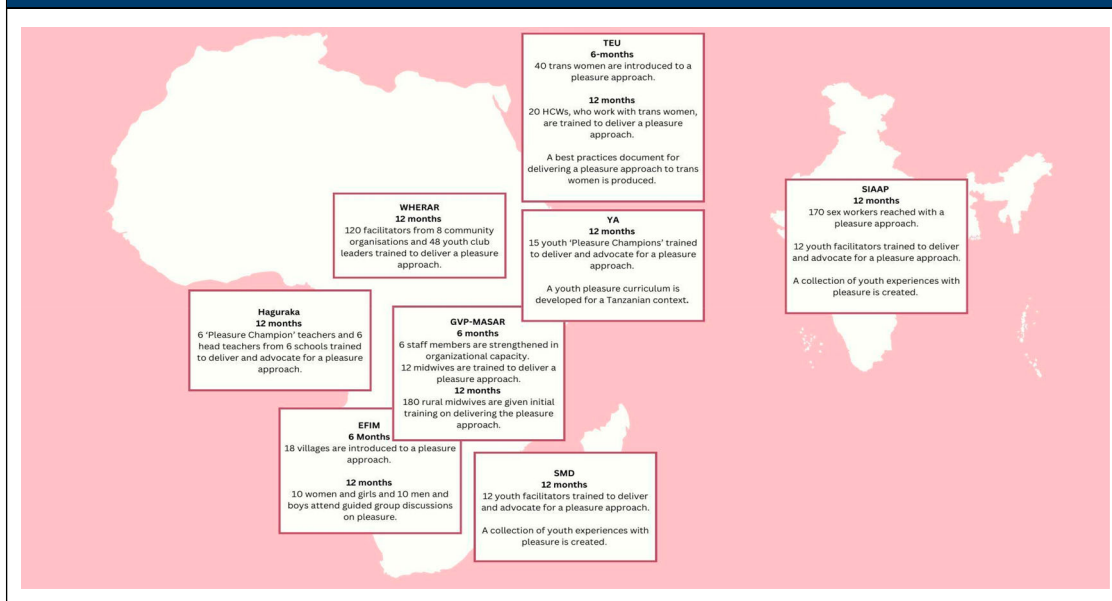 TEU
6-months
40 trans women are introduced to a
pleasure approach.
12 months
20 HCWs, who work with trans women,
are trained to deliver a pleasure
approach.
A best practices document for
delivering a pleasure approach to trans
women is produced.
WHERAR
12 months
120 facilitators from 8 community
organisations and 48 youth club
leaders trained to deliver a pleasure
approach.
YA
12 months
15 youth ‘Pleasure Champions’ trained
to deliver and advocate for a pleasure
approach.
A youth pleasure curriculum is
developed for a Tanzanian context.
SIAAP
12 months
170 sex workers reached with a
pleasure approach.
12 youth facilitators trained to deliver
and advocate for a pleasure approach.
A collection of youth experiences with
pleasure is created.
Haguraka
12 months
6 ‘Pleasure Champion’ teachers and 6
head teachers from 6 schools trained
to deliver and advocate for a pleasure
approach.
GVP-MASAR
6 months
6 staff members are strengthened in
organizational capacity.
12 midwives are trained to deliver a
pleasure approach.
12 months
180 rural midwives are given initial
training on delivering the pleasure
approach.
EFIM
6 Months
18 villages are introduced to a pleasure
approach.
12 months
10 women and girls and 10 men and
boys attend guided group discussions
on pleasure.
SMD
12 months
12 youth facilitators trained to deliver
and advocate for a pleasure approach.
A collection of youth experiences with
pleasure is created.